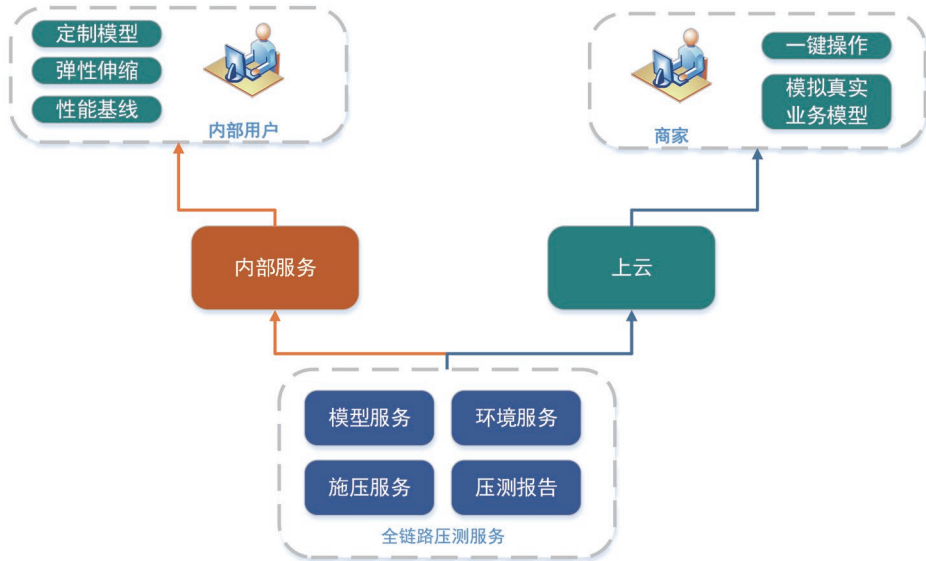 定制模型
弹性伸缩
性能基线
内部用户
一键操作
模拟真实
业务模型
商家
内部服务
上云
模型服务
环境服务
施压服务
压测报告
全链路压测服务